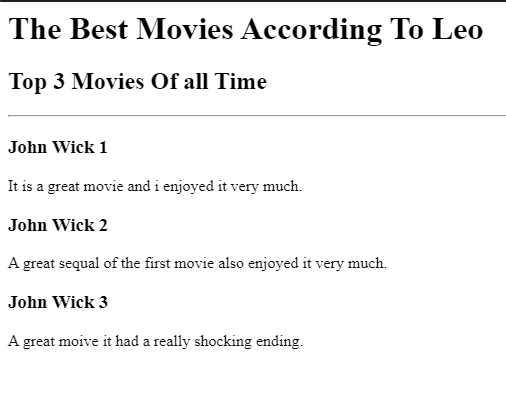 The Best Movies According To Leo
Top 3 Movies Of all Time
John Wick 1
It is a great movie and i enjoyed it very much.
John Wick 2
A great sequal of the first movie also enjoyed it very much.
John Wick 3
A great moive it had a really shocking ending.